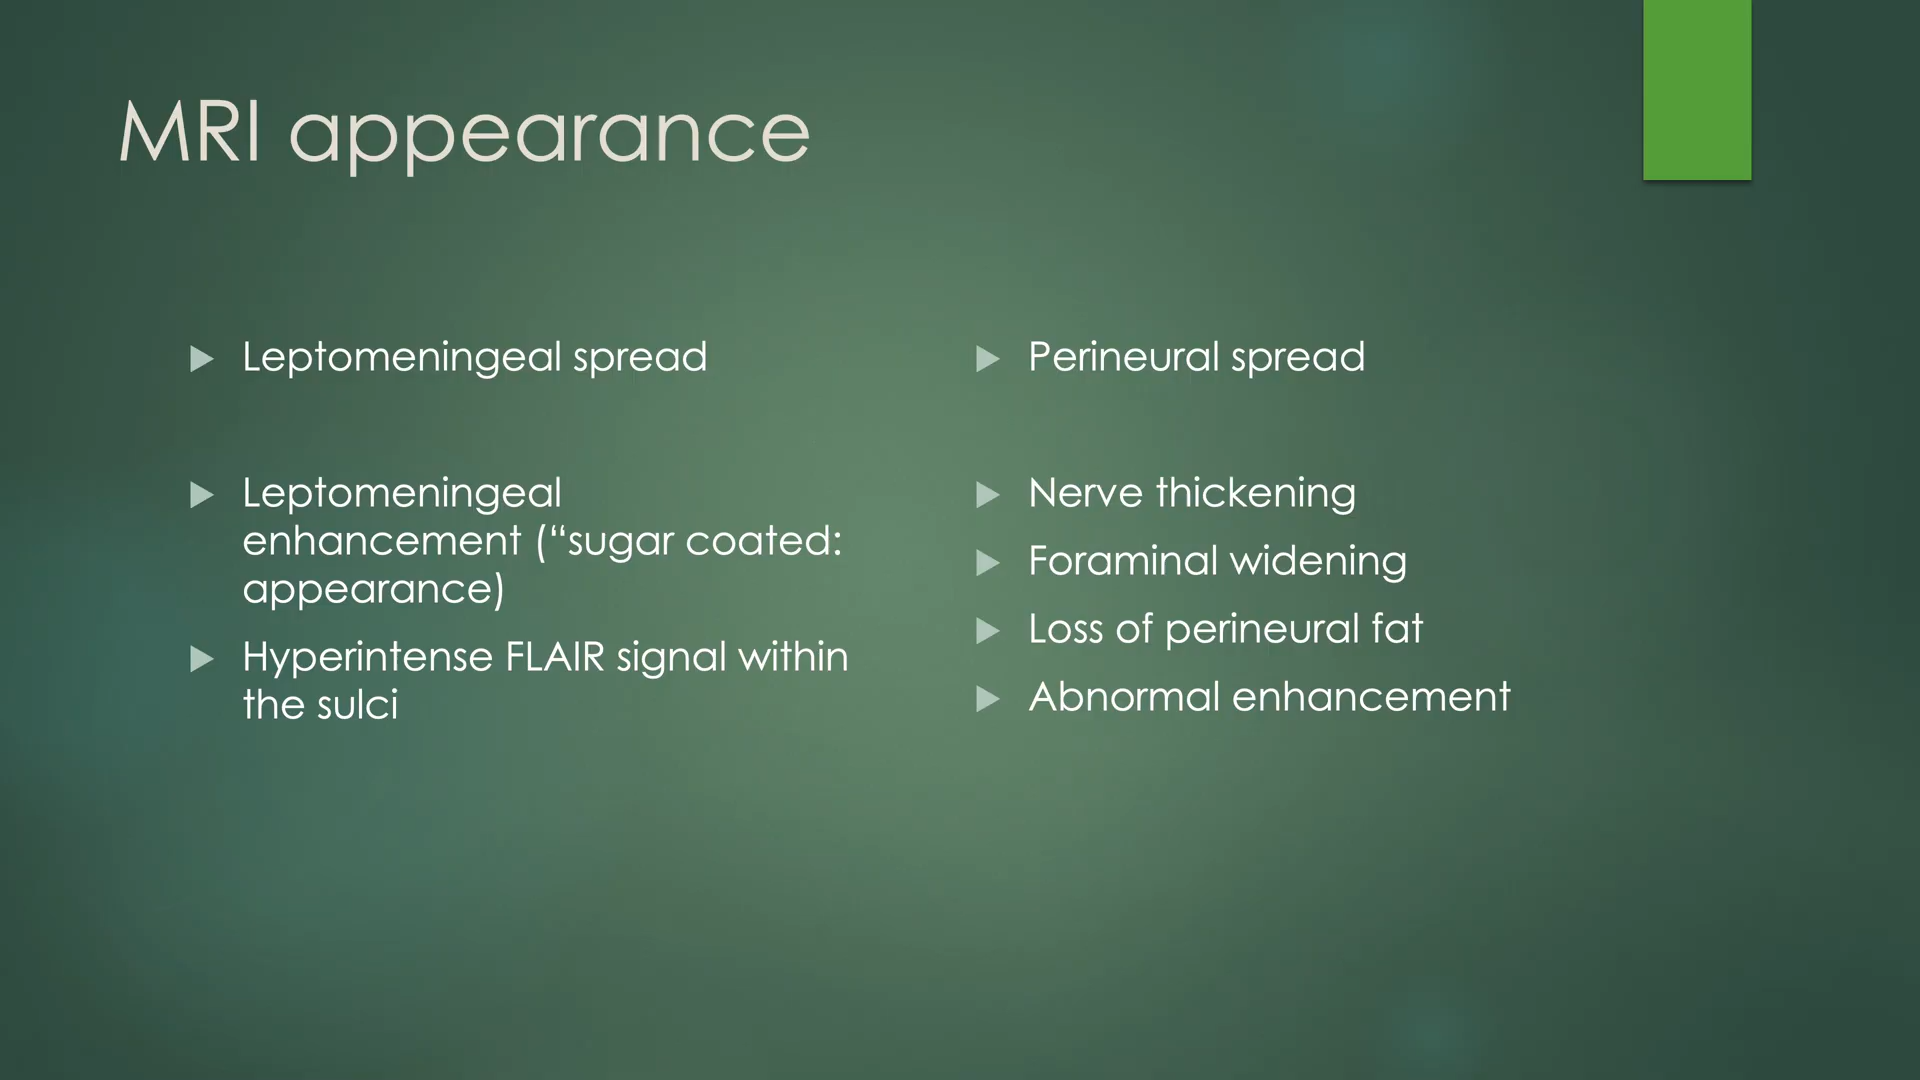 MRI appearance
Leptomeningeal spread
Leptomeningeal
enhancement (“sugar coated:
appearance)
Hyperintense FLAIR signal within
the sulci
Perineural spread
Nerve thickening
Foraminal widening
Loss of perineural fat
Abnormal enhancement